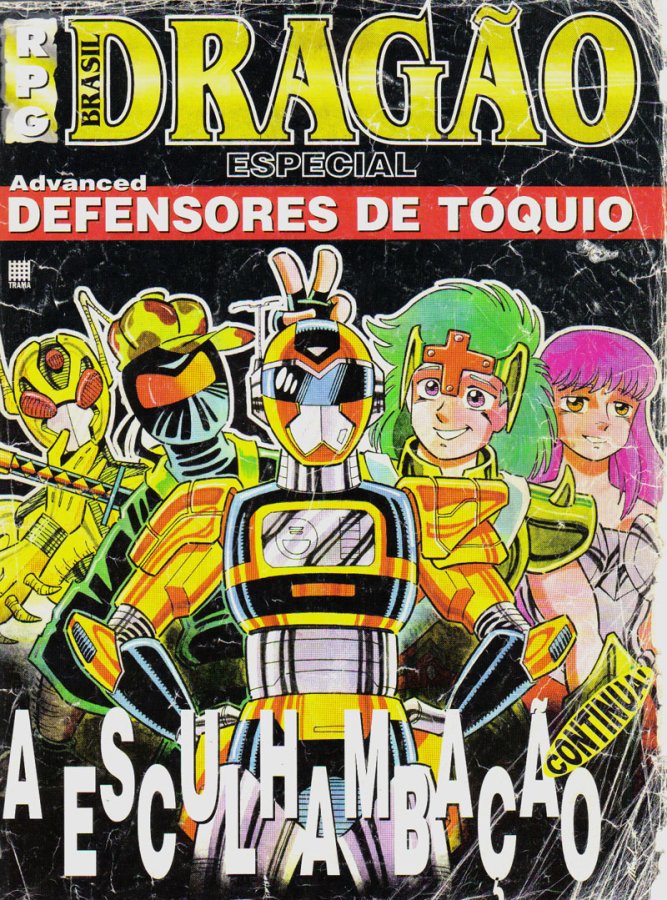 RPG
BRASIL
DRAGÃO
ESPECIAL
Advanced
DEFENSORES DE TÓQUIO
TRAMA
A ESCULHAMBAÇÃO
CONTINUA!